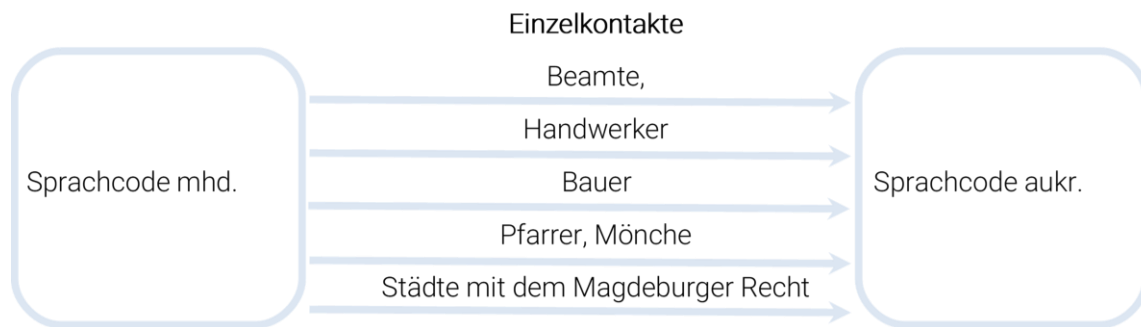 Einzelkontakte
Beamte,
Handwerker
Sprachcode mhd.
Bauer
Sprachcode aukr.
Pfarrer, Mönche
Städte mit dem Magdeburger Recht